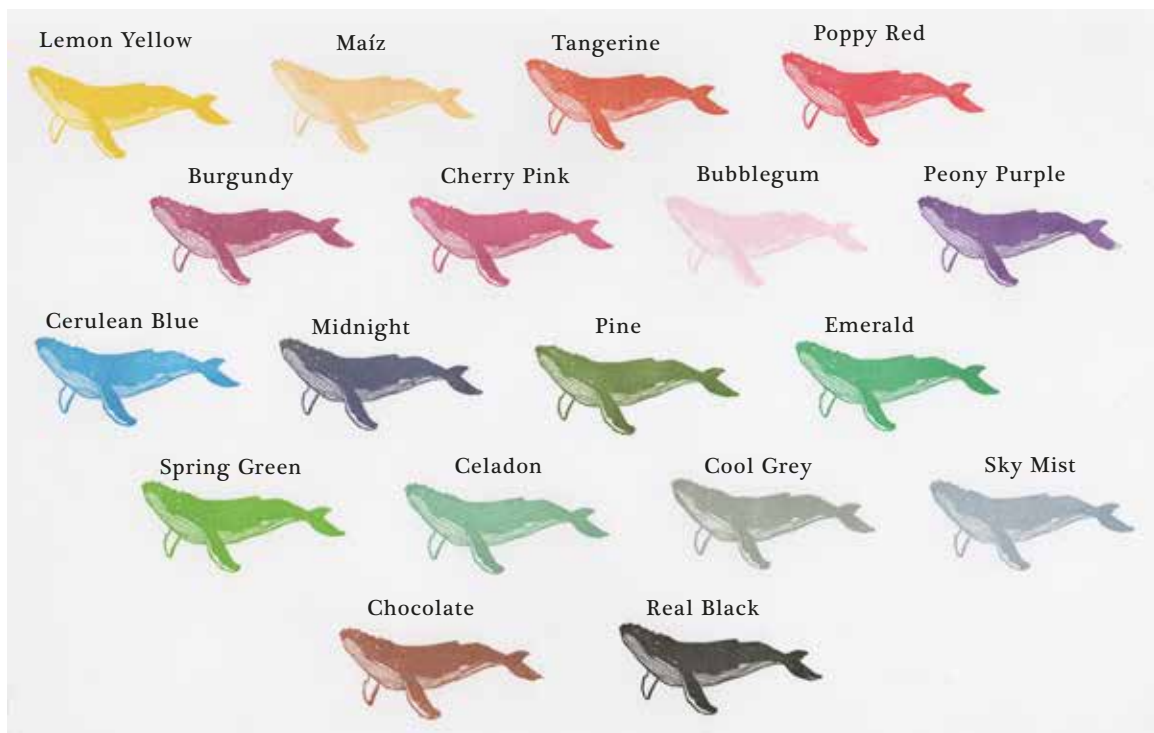 Lemon Yellow
Maíz
Tangerine
Poppy Red
Burgundy
Cherry Pink
Bubblegum
Peony Purple
Cerulean Blue
Midnight
Pine
Emerald
Spring Green
Celadon
Cool Grey
Sky Mist
Chocolate
Real Black